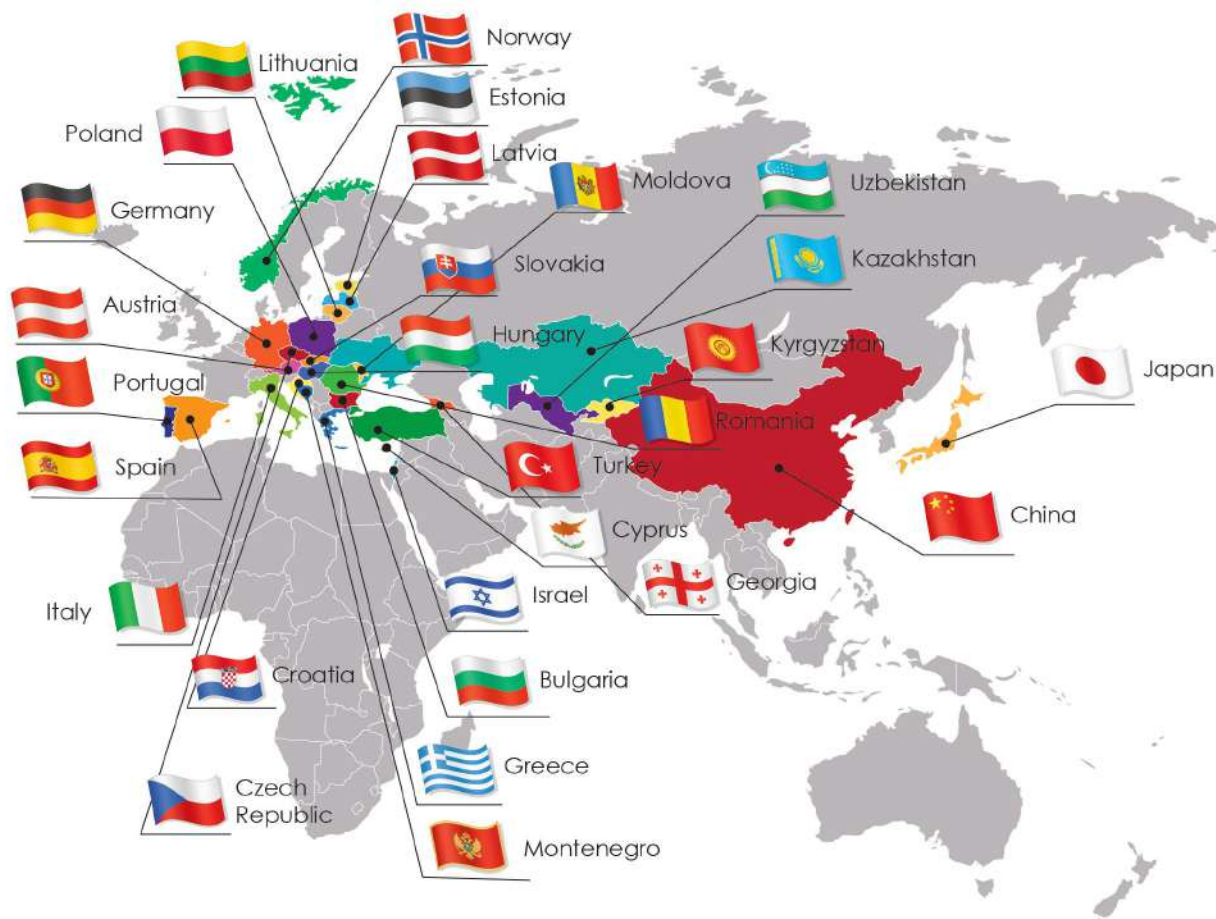 Norway
Lithuania
Estonia
Poland
Latvia
Moldova
Uzbekistan
Germany
Slovakia
Kazakhstan
Austria
Hungary
Kyrgyzstan
Japan
Portugal
Romania
Spain
Turkey
China
Cyprus
Georgia
Israel
Italy
Croatia
Bulgaria
Greece
Czech
Republic
Montenegro